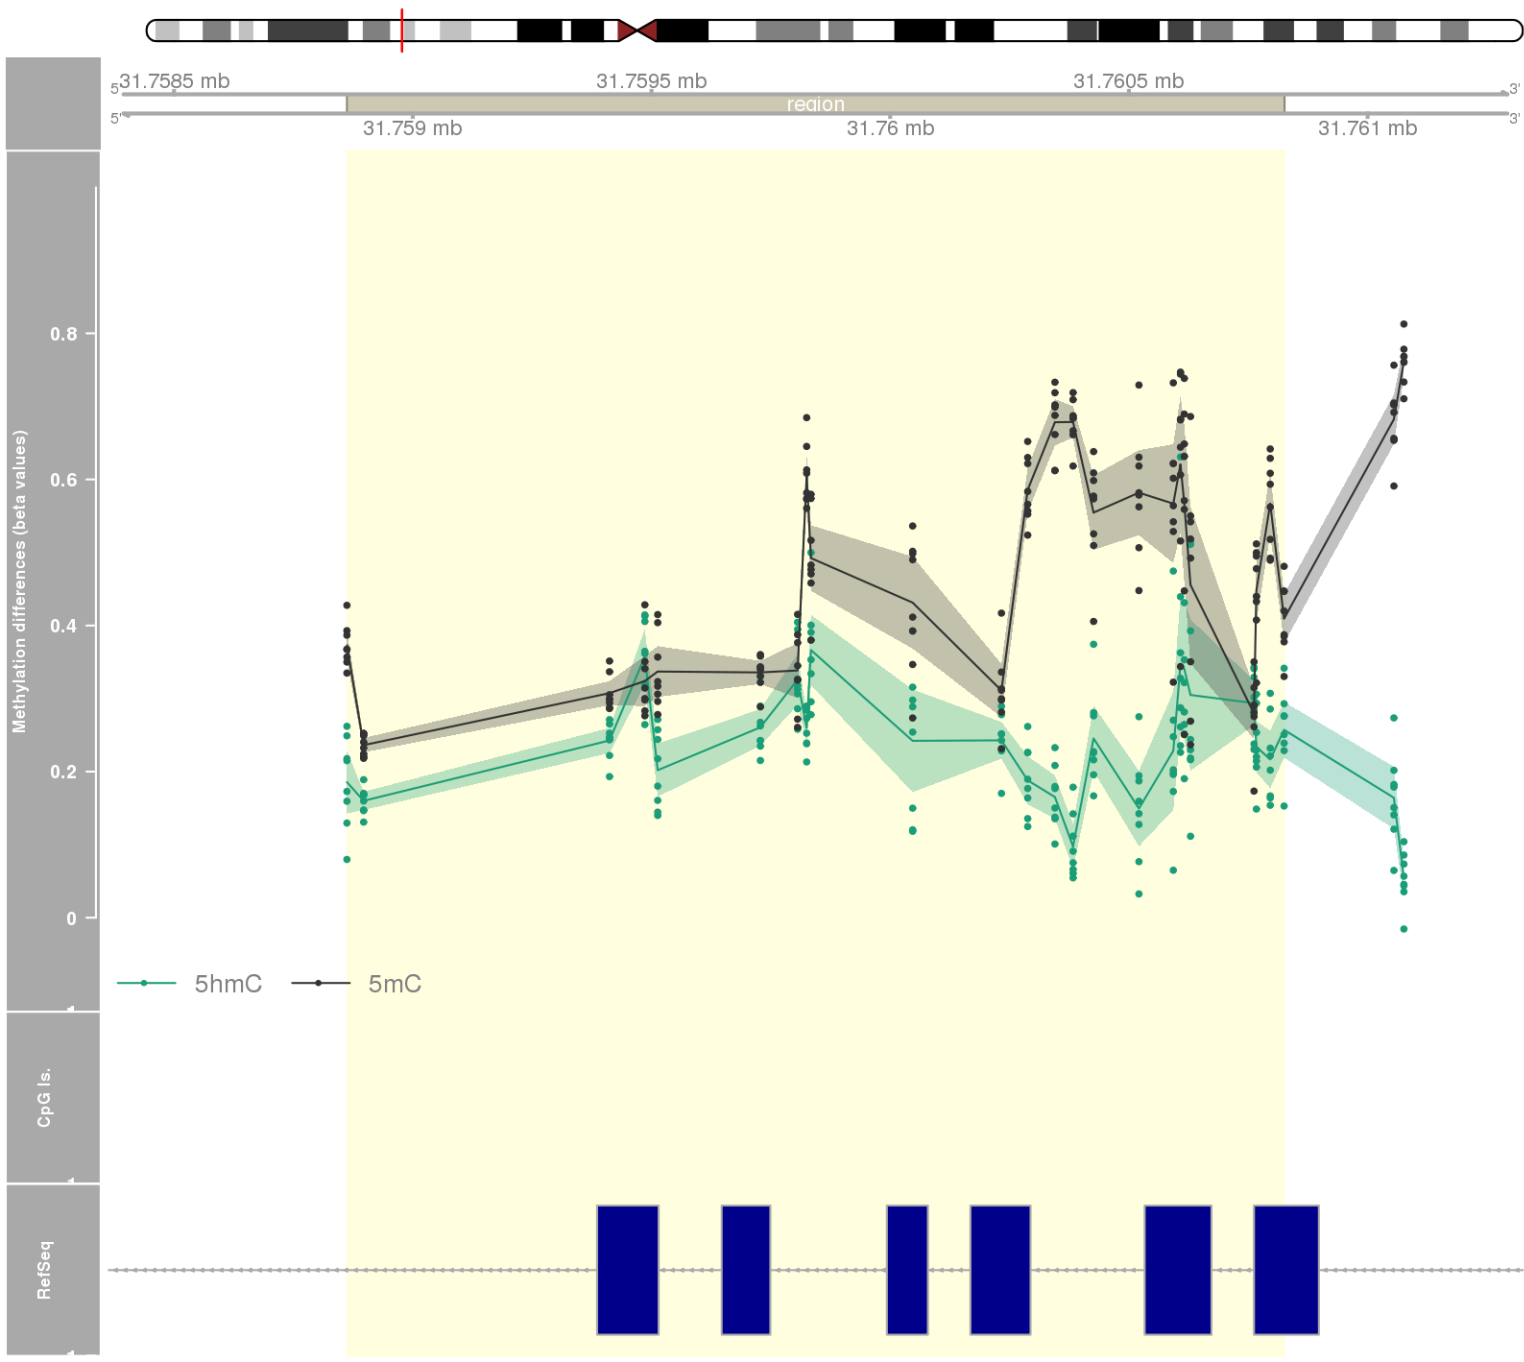 31.7585 mb 31.7595 mb 31.7605 mb
5' 3'
region
5' 3'
31.759 mb 31.76 mb 31.761 mb
Methylation differences (beta values)
0.8
0.6
0.4
0.2
0
5hmC 5mC
CpG Is.
RefSeq